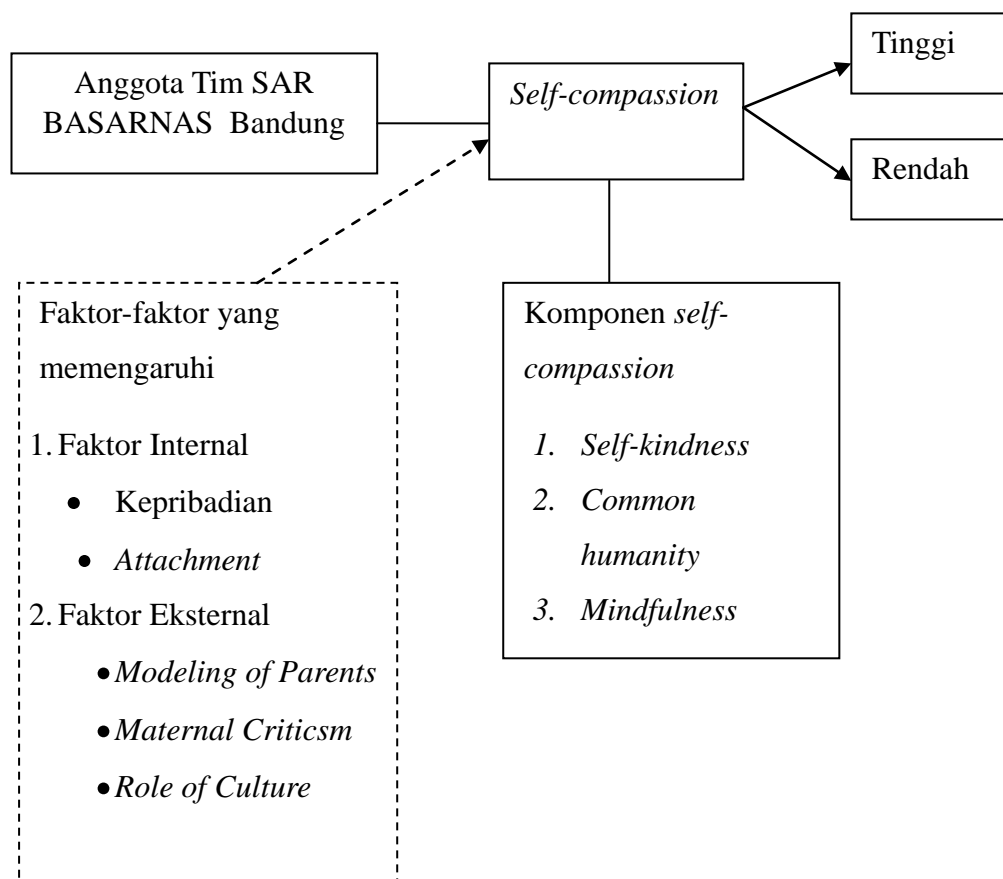 Anggota Tim SAR
BASARNAS Bandung
Self-compassion
Tinggi
Rendah
Faktor-faktor yang
memengaruhi
1. Faktor Internal
• Kepribadian
• Attachment
2. Faktor Eksternal
• Modeling of Parents
• Maternal Criticsm
• Role of Culture
Komponen self-
compassion
1. Self-kindness
2. Common
humanity
3. Mindfulness